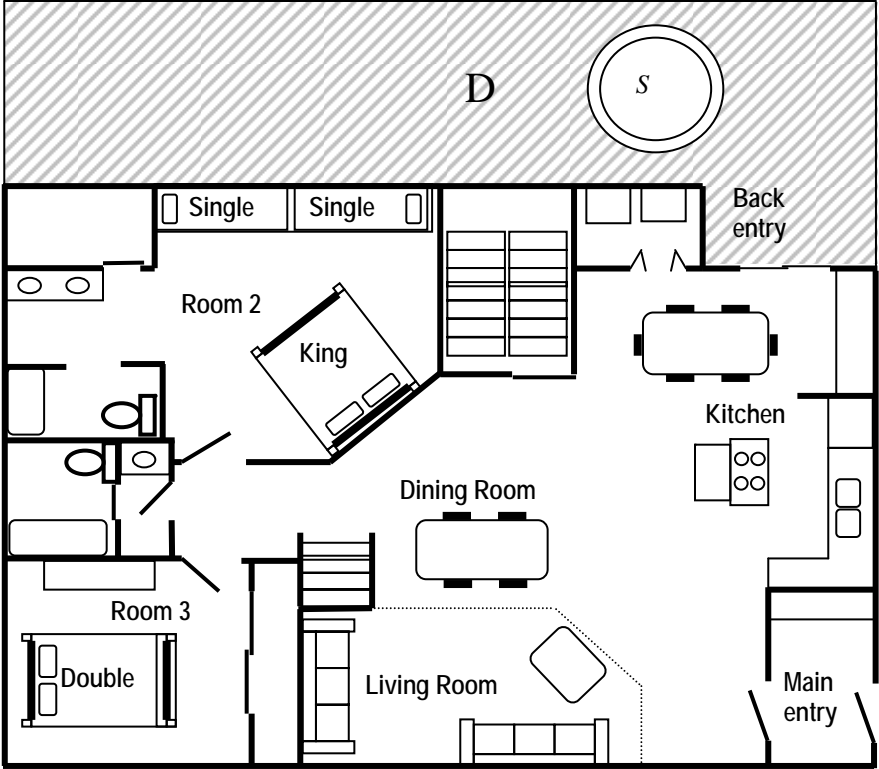 D
S
Single
Single
Back
entry
Room 2
King
Kitchen
Dining Room
Room 3
Double
Living Room
Main
entry